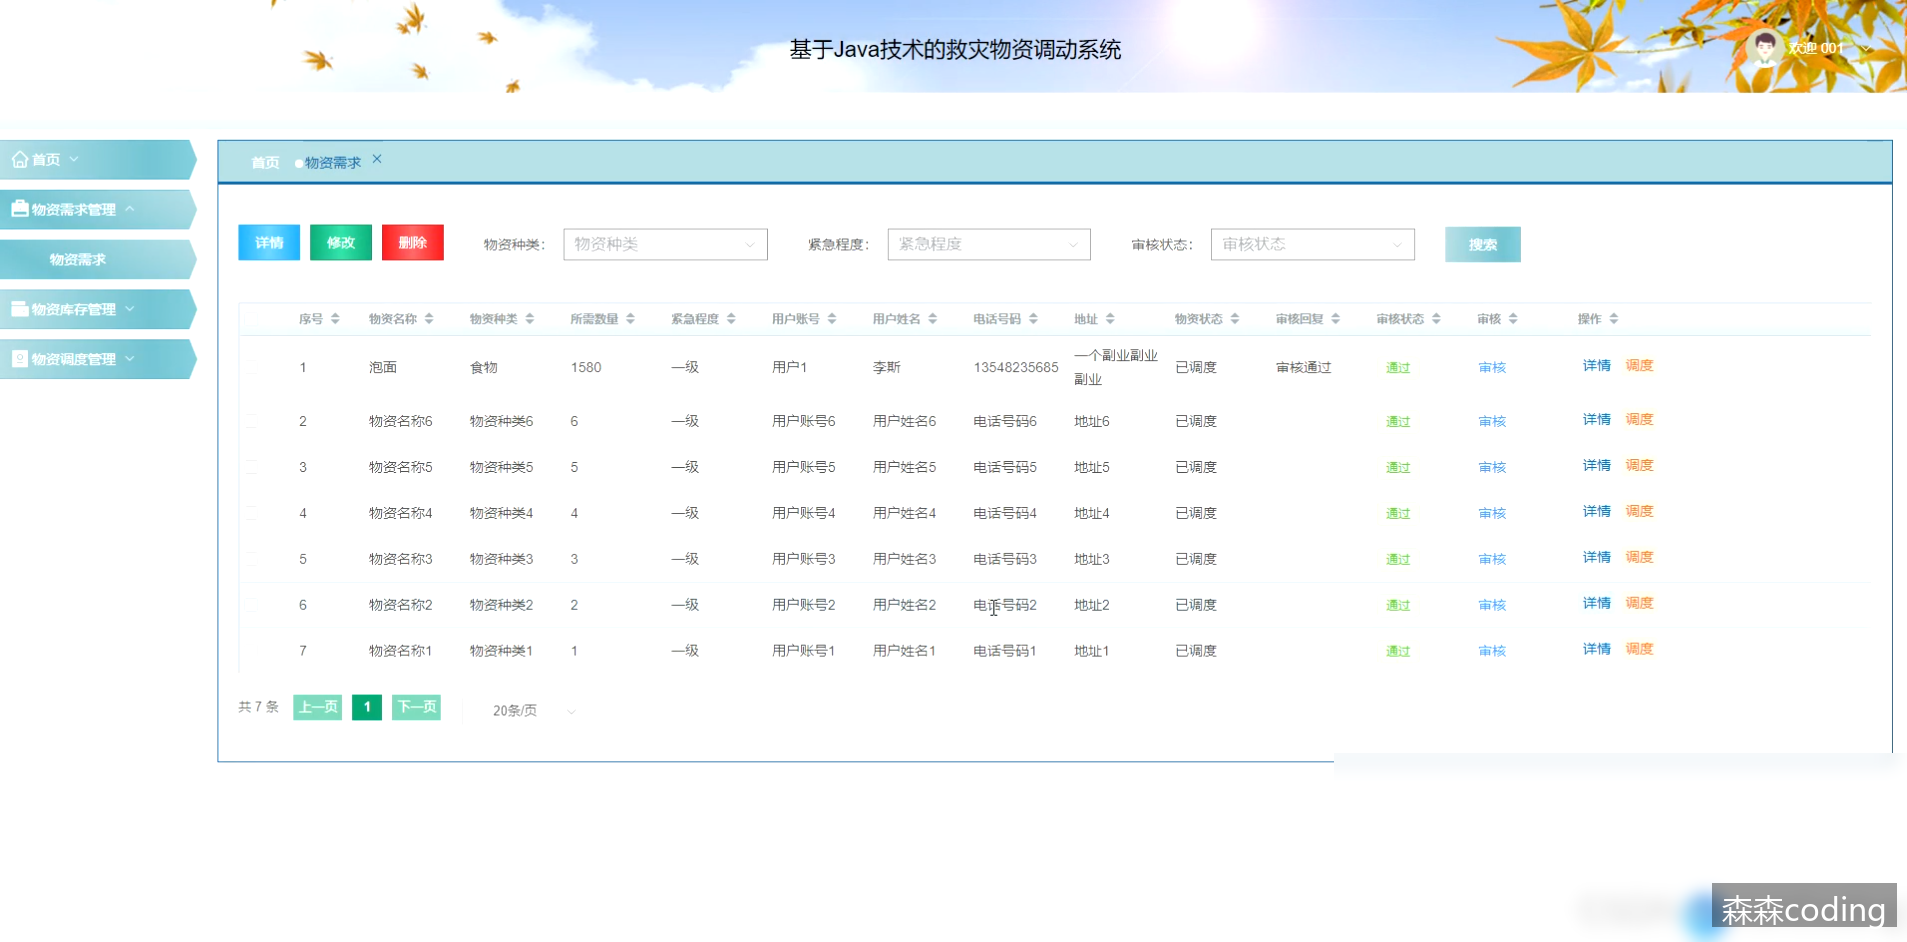 基于Java技术的救灾物资调动系统
欢迎 001
首页
物资需求管理
物资需求
物资库存管理
物资调度管理
首页 物资需求
详情 修改 删除 物资种类： 物资种类 紧急程度： 紧急程度 审核状态： 审核状态 搜索
序号 物资名称 物资种类 所需数量 紧急程度 用户账号 用户姓名 电话号码 地址 物资状态 审核回复 审核状态 审核 操作
1 泡面 食物 1580 一级 用户1 李斯 13548235685 一个副业副业 已调度 审核通过 通过 审核 详情 调度
副业
2 物资名称6 物资种类6 6 一级 用户账号6 用户姓名6 电话号码6 地址6 已调度 通过 审核 详情 调度
3 物资名称5 物资种类5 5 一级 用户账号5 用户姓名5 电话号码5 地址5 已调度 通过 审核 详情 调度
4 物资名称4 物资种类4 4 一级 用户账号4 用户姓名4 电话号码4 地址4 已调度 通过 审核 详情 调度
5 物资名称3 物资种类3 3 一级 用户账号3 用户姓名3 电话号码3 地址3 已调度 通过 审核 详情 调度
6 物资名称2 物资种类2 2 一级 用户账号2 用户姓名2 电话号码2 地址2 已调度 通过 审核 详情 调度
7 物资名称1 物资种类1 1 一级 用户账号1 用户姓名1 电话号码1 地址1 已调度 通过 审核 详情 调度
共 7 条 上一页 1 下一页 20条/页
森森coding